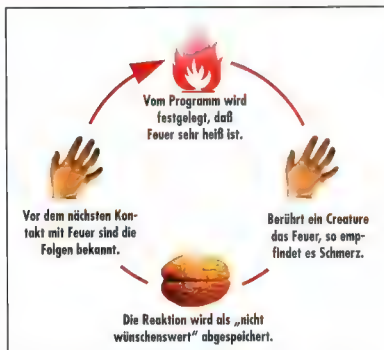 Vom Programm wird
festgelegt, daß
Feuer sehr heiß ist.
Berührt ein Creature
das Feuer, so emp-
findet es Schmerz.
Die Reaktion wird als „nicht
wünschenswert“ abgespeichert.
Vor dem nächsten Kon-
takt mit Feuer sind die
Folgen bekannt.